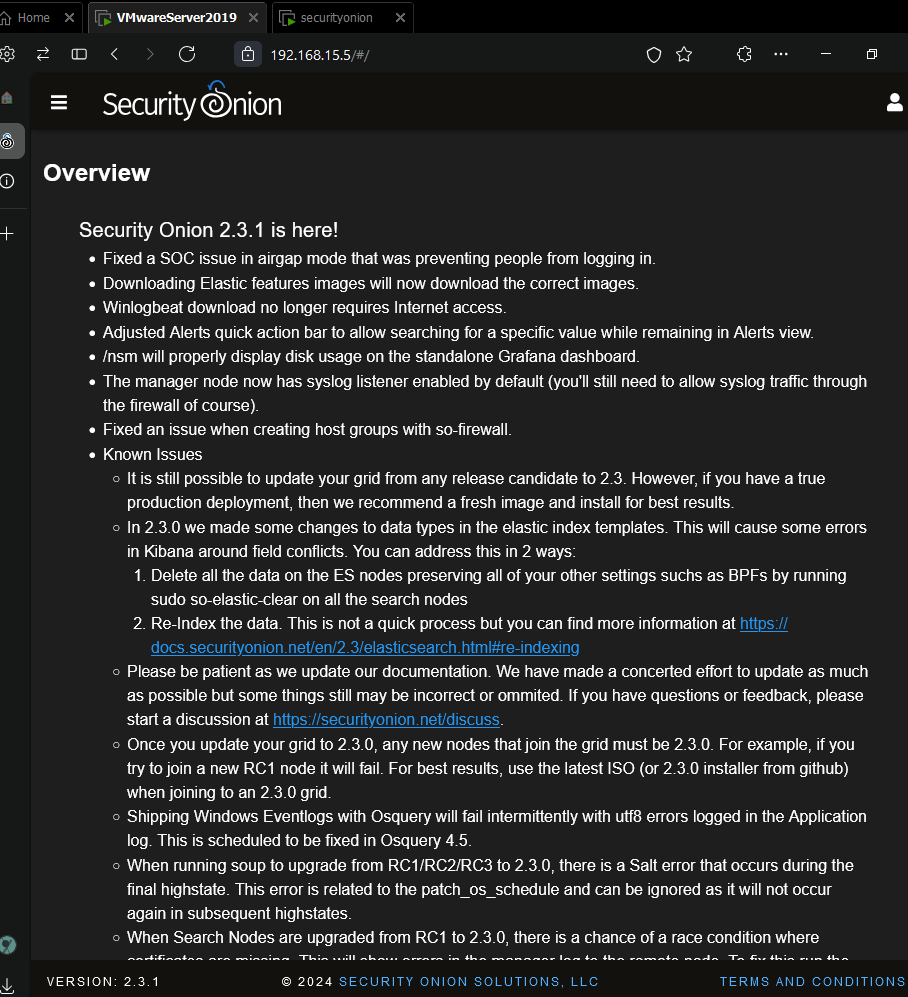 Home
VMwareServer2019
securityonion
192.168.15.5/#/
Security Onion
Overview
Security Onion 2.3.1 is here!
Fixed a SOC issue in airgap mode that was preventing people from logging in.
Downloading Elastic features images will now download the correct images.
Winlogbeat download no longer requires Internet access.
Adjusted Alerts quick action bar to allow searching for a specific value while remaining in Alerts view.
/nsm will properly display disk usage on the standalone Grafana dashboard.
The manager node now has syslog listener enabled by default (you'll still need to allow syslog traffic through
the firewall of course).
Fixed an issue when creating host groups with so-firewall.
Known Issues
It is still possible to update your grid from any release candidate to 2.3. However, if you have a true
production deployment, then we recommend a fresh image and install for best results.
In 2.3.0 we made some changes to data types in the elastic index templates. This will cause some errors
in Kibana around field conflicts. You can address this in 2 ways:
1. Delete all the data on the ES nodes preserving all of your other settings suchs as BPFs by running
sudo so-elastic-clear on all the search nodes
2. Re-Index the data. This is not a quick process but you can find more information at https://
docs.securityonion.net/en/2.3/elasticsearch.html#re-indexing
Please be patient as we update our documentation. We have made a concerted effort to update as much
as possible but some things still may be incorrect or ommited. If you have questions or feedback, please
start a discussion at https://securityonion.net/discuss.
Once you update your grid to 2.3.0, any new nodes that join the grid must be 2.3.0. For example, if you
try to join a new RC1 node it will fail. For best results, use the latest ISO (or 2.3.0 installer from github)
when joining to an 2.3.0 grid.
Shipping Windows Eventlogs with Osquery will fail intermittently with utf8 errors logged in the Application
log. This is scheduled to be fixed in Osquery 4.5.
When running soup to upgrade from RC1/RC2/RC3 to 2.3.0, there is a Salt error that occurs during the
final highstate. This error is related to the patch_os_schedule and can be ignored as it will not occur
again in subsequent highstates.
When Search Nodes are upgraded from RC1 to 2.3.0, there is a chance of a race condition where
certificates are missing. This will show errors in the manager log to the remote node. To fix this run the
VERSION: 2.3.1
© 2024 SECURITY ONION SOLUTIONS, LLC
TERMS AND CONDITIONS